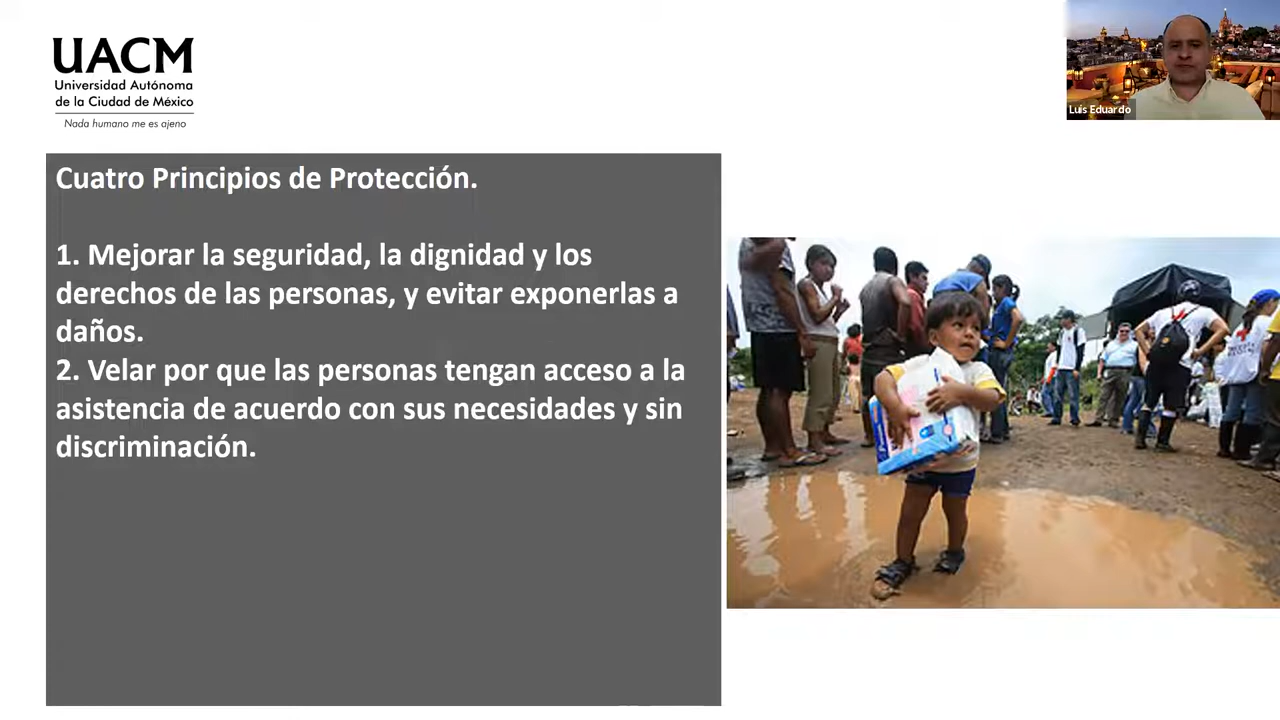 UACM
Universidad Autónoma
de la Ciudad de México
Nada humano me es ajeno
Luis Eduardo
Cuatro Principios de Protección.
1. Mejorar la seguridad, la dignidad y los
derechos de las personas, y evitar exponerlas a
daños.
2. Velar por que las personas tengan acceso a la
asistencia de acuerdo con sus necesidades y sin
discriminación.